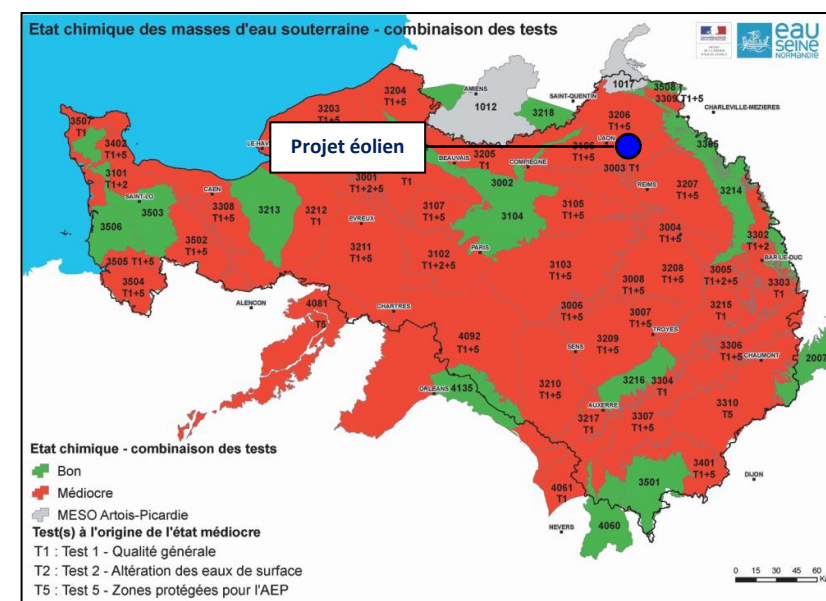 Etat chimique des masses d'eau souterraine - combinaison des tests
eau
SEINE
NORMANDIE
AMIENS
1012
SAINT-QUENTIN
1017
3508
3218
CHARLEVILLE-MEZIERES
3204
T1+5
3203
T1+5
3206
T1+5
LAON
LE HAV
Projet éolien
3507
T1
3402
T1+5
3101
T1+2
SAINT-LO
3503
3506
CAEN
3308
T1+5
3213
3212
T1
3001
T1+2+5
T1
BEAUVAIS
3205
T1
COMPIEGNE
T1+5
3003 T1
REIMS
3207
T1+5
3214
3002
3104
3107
T1+5
EVREUX
3211
T1+5
3102
T1+2+5
PARIS
3105
T1+5
3004
T1+5
3302
T1+2
BAR-LE-DUC
3502
T1+5
3505 T1+5
3504
T1+5
ALENCON
4081
T5
CHARTRES
3103
T1+5
3006
T1+5
3008
T1+5
3208
T1+5
3005
T1+2+5
3303
T1
3215
T1
3007
T1+5
TROYES
4092
T1+5
SENS
3209
T1+5
3306
T1+5
CHAUMONT
2007
ORLEANS
4135
3210
T1+5
3216
3304
T1
AUXERRE
3217
T1
3307
T1+5
3310
T5
3401
T1+5
DIJON
3501
4061
T1
NEVERS
4060
Etat chimique - combinaison des tests
Bon
Médiocre
MESO Artois-Picardie
Test(s) à l'origine de l'état médiocre
T1 : Test 1 - Qualité générale
T2 : Test 2 - Altération des eaux de surface
T5 : Test 5 - Zones protégées pour l'AEP
0 15 30 45 60